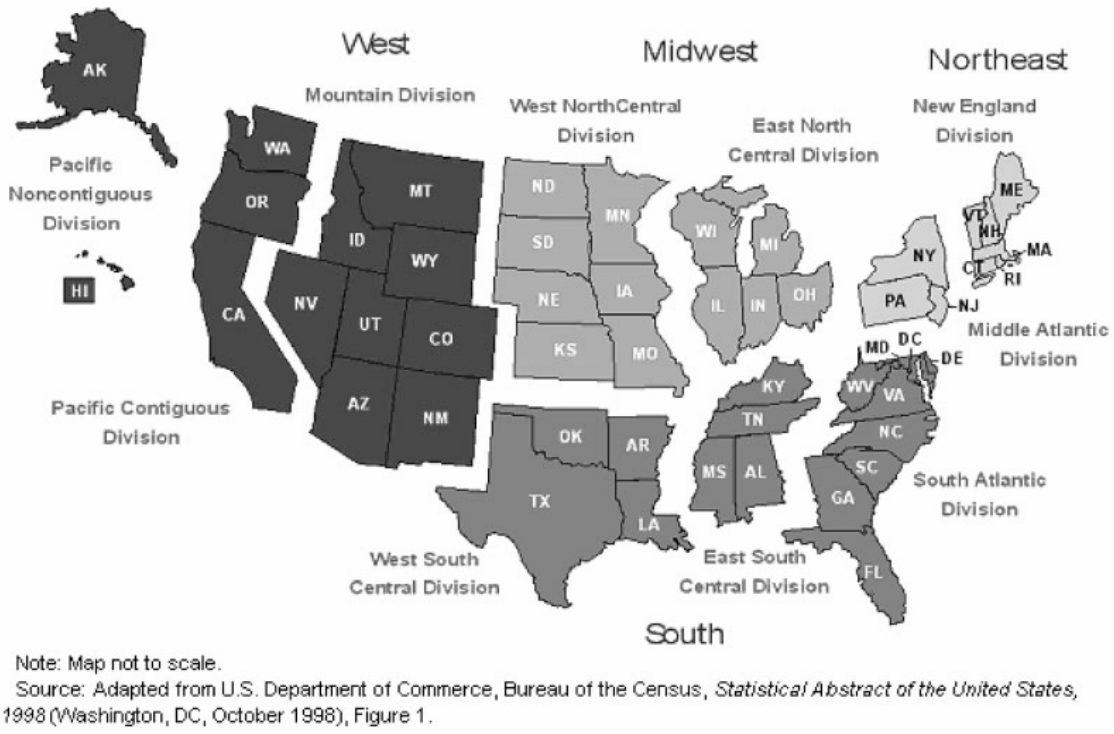 West
Midwest
Northeast
Mountain Division
West NorthCentral
Division
East North
Central Division
New England
Division
Pacific
Noncontiguous
Division
Pacific Contiguous
Division
Middle Atlantic
Division
South Atlantic
Division
West South
Central Division
East South
Central Division
South
AK
HI
WA
OR
CA
MT
ID
WY
NV
UT
CO
AZ
NM
ND
MN
SD
NE
IA
KS
MO
WI
MI
IL
IN
OH
ME
VT
NH
MA
CT
RI
NY
PA
NJ
MD
DC
DE
WV
VA
KY
TN
NC
SC
MS
AL
GA
FL
OK
AR
TX
LA
Note: Map not to scale.
Source: Adapted from U.S. Department of Commerce, Bureau of the Census, Statistical Abstract of the United States,
1998 (Washington, DC, October 1998), Figure 1.